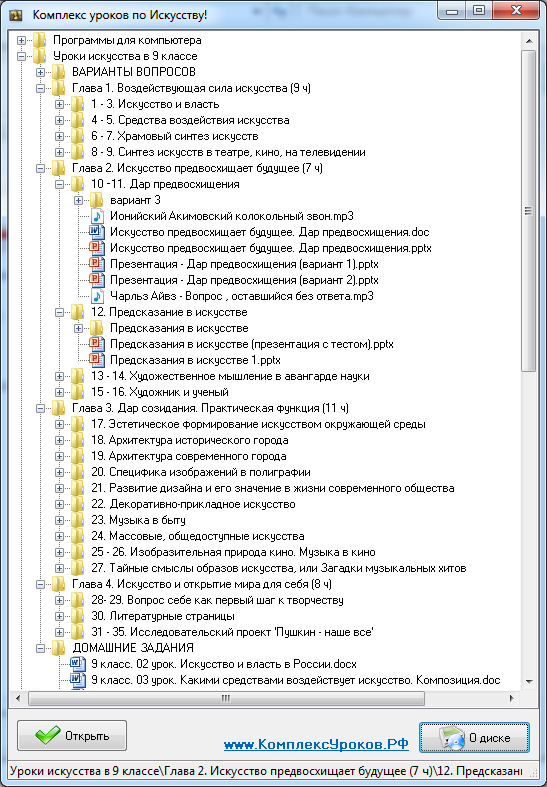 Комплекс уроков по Искусству!
Программы для компьютера
Уроки искусства в 9 классе
ВАРИАНТЫ ВОПРОСОВ
Глава 1. Воздействующая сила искусства (9 ч)
1 - 3. Искусство и власть
4 - 5. Средства воздействия искусства
6 - 7. Храмовый синтез искусств
8 - 9. Синтез искусств в театре, кино, на телевидении
Глава 2. Искусство предвосхищает будущее (7 ч)
10 -11. Дар предвосхищения
вариант 3
Ионийский Акимовский колокольный звон.mp3
Искусство предвосхищает будущее. Дар предвосхищения.doc
Искусство предвосхищает будущее. Дар предвосхищения.pptx
Презентация - Дар предвосхищения (вариант 1).pptx
Презентация - Дар предвосхищения (вариант 2).pptx
Чарльз Айвз - Вопрос , оставшийся без ответа.mp3
12. Предсказание в искусстве
Предсказания в искусстве
Предсказания в искусстве (презентация с тестом).pptx
Предсказания в искусстве 1.pptx
13 - 14. Художественное мышление в авангарде науки
15 - 16. Художник и ученый
Глава 3. Дар созидания. Практическая функция (11 ч)
17. Эстетическое формирование искусством окружающей среды
18. Архитектура исторического города
19. Архитектура современного города
20. Специфика изображений в полиграфии
21. Развитие дизайна и его значение в жизни современного общества
22. Декоративно-прикладное искусство
23. Музыка в быту
24. Массовые, общедоступные искусства
25 - 26. Изобразительная природа кино. Музыка в кино
27. Тайные смыслы образов искусства, или Загадки музыкальных хитов
Глава 4. Искусство и открытие мира для себя (8 ч)
28- 29. Вопрос себе как первый шаг к творчеству
30. Литературные страницы
31 - 35. Исследовательский проект 'Пушкин - наше все'
ДОМАШНИЕ ЗАДАНИЯ
9 класс. 02 урок. Искусство и власть в России.docx
9 класс. 03 урок. Какими средствами воздействует искусство. Композиция.doc
Открыть
www.КомплексУроков.РФ
О диске
Уроки искусства в 9 классе\Глава 2. Искусство предвосхищает будущее (7 ч)\12. Предсказани